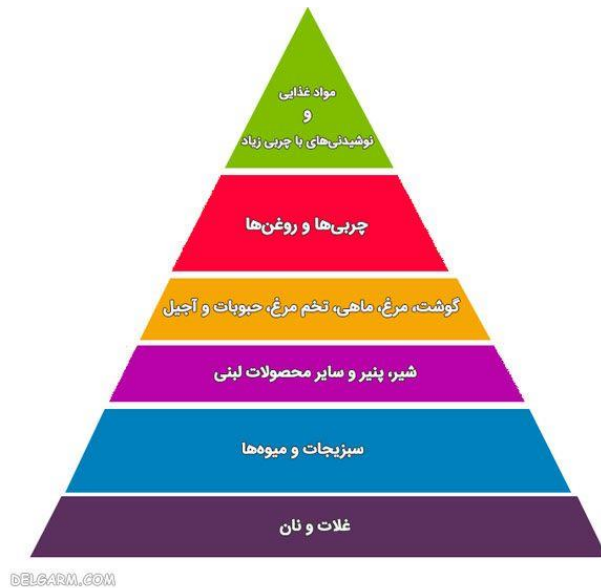 مواد غذایی
و
نوشیدنی‌های با چربی زیاد
چربی‌ها و روغن‌ها
گوشت، مرغ، ماهی، تخم مرغ، حبوبات و آجیل
شیر، پنیر و سایر محصولات لبنی
سبزیجات و میوه‌ها
غلات و نان
DELGARM.COM